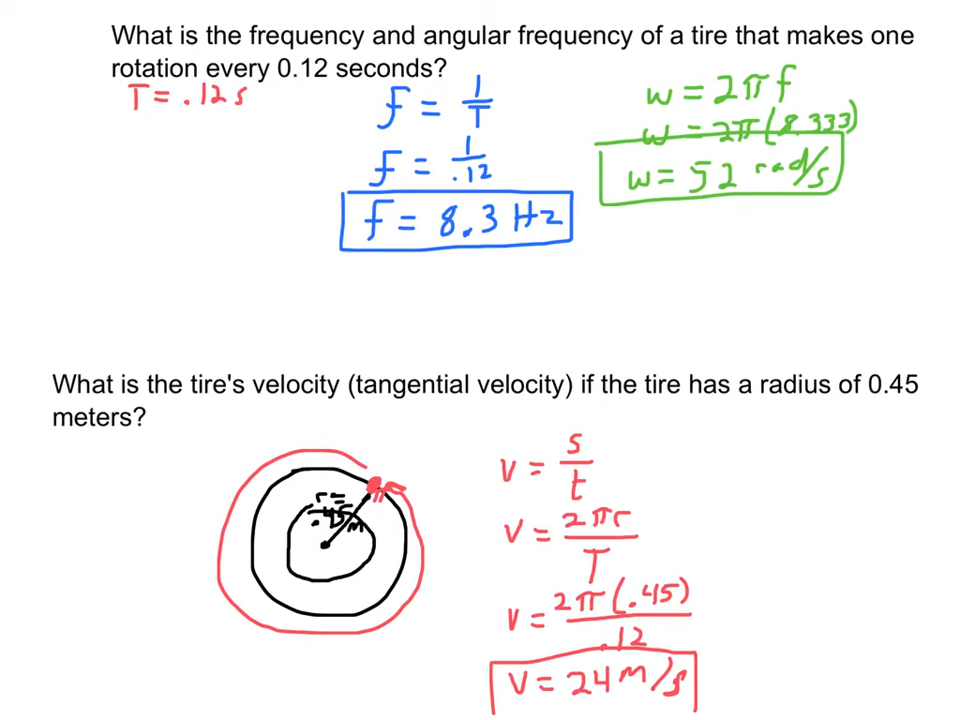 What is the frequency and angular frequency of a tire that makes one
rotation every 0.12 seconds?
T = .12 s
f = 1/T
f = 1/.12
f = 8.3 Hz
w = 2πf
w = 2π(8.333)
w = 52 rad/s
What is the tire's velocity (tangential velocity) if the tire has a radius of 0.45
meters?
r =
.45 m
v = s/t
v = 2πr/T
v = 2π(.45)/.12
v = 24 m/s